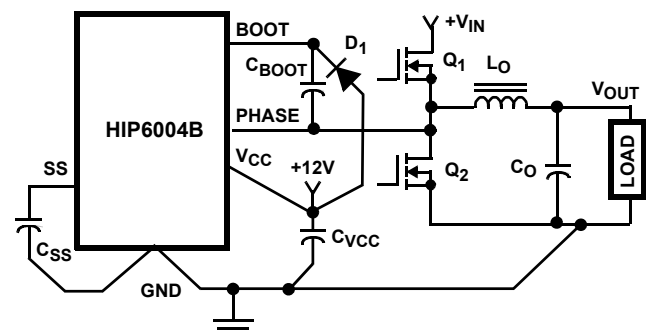 +VIN
BOOT
D1
CBOOT
Q1
LO
VOUT
HIP6004B
PHASE
VCC
+12V
SS
Q2
CO
LOAD
CSS
CVCC
GND